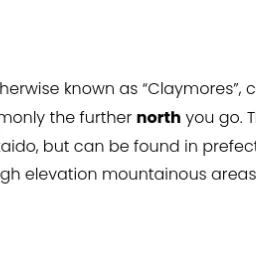 herwise known as “Claymores”, c
monly the further north you go. T
aido, but can be found in prefect
gh elevation mountainous areas